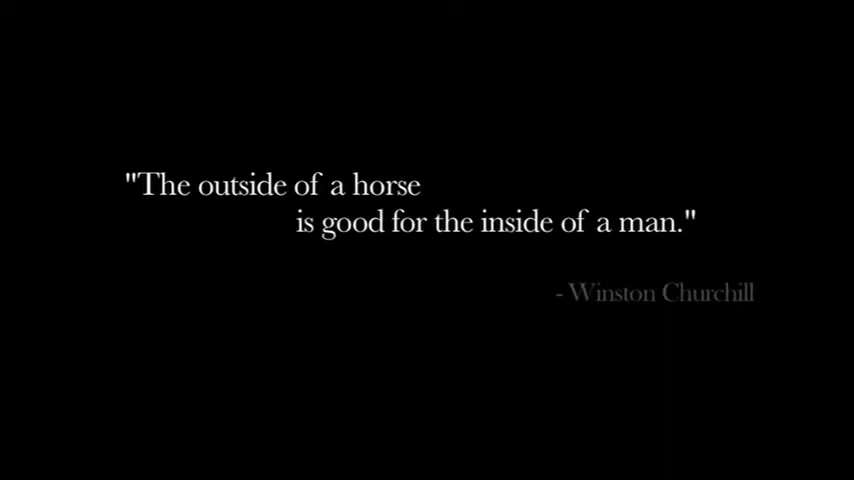 "The outside of a horse
is good for the inside of a man."
- Winston Churchill